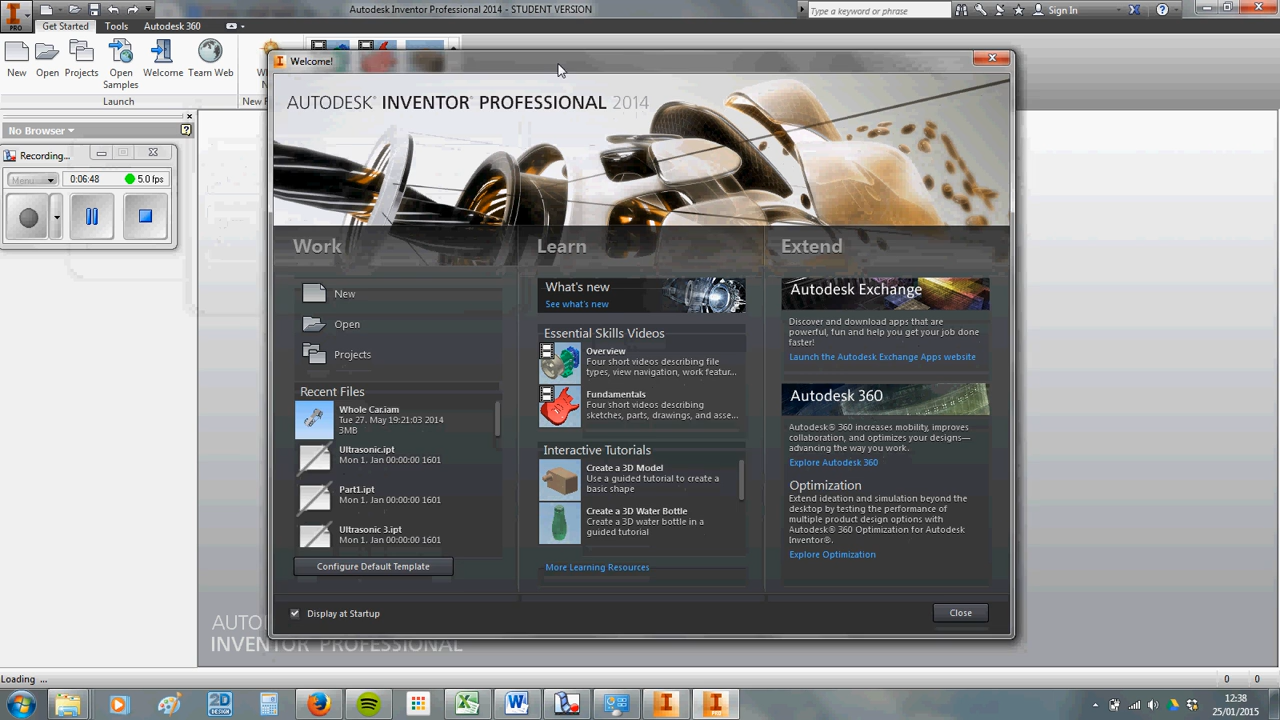 Autodesk Inventor Professional 2014 - STUDENT VERSION
Type a keyword or phrase
Sign In
PRO
Get Started
Tools
Autodesk 360
New
Open
Projects
Open
Samples
Welcome
Team Web
Launch
No Browser
Recording...
Menu
0:06:48
5.0 fps
Welcome!
AUTODESK® INVENTOR® PROFESSIONAL 2014
Work
New
Open
Projects
Recent Files
Whole Car.iam
Tue 27. May 19:21:03 2014
3MB
Ultrasonic.ipt
Mon 1. Jan 00:00:00 1601
Part1.ipt
Mon 1. Jan 00:00:00 1601
Ultrasonic 3.ipt
Mon 1. Jan 00:00:00 1601
Configure Default Template
Display at Startup
Learn
What's new
See what's new
Essential Skills Videos
Overview
Four short videos describing file
types, view navigation, work featur...
Fundamentals
Four short videos describing
sketches, parts, drawings, and asse...
Interactive Tutorials
Create a 3D Model
Use a guided tutorial to create a
basic shape
Create a 3D Water Bottle
Create a 3D water bottle in a
guided tutorial
More Learning Resources
Extend
Autodesk Exchange
Discover and download apps that are
powerful, fun and help you get your job done
faster!
Launch the Autodesk Exchange Apps website
Autodesk 360
Autodesk® 360 increases mobility, improves
collaboration, and optimizes your designs—
advancing the way you work.
Explore Autodesk 360
Optimization
Extend ideation and simulation beyond the
desktop by testing the performance of
multiple product design options with
Autodesk® 360 Optimization for Autodesk
Inventor®.
Explore Optimization
Close
INVENTOR PROFESSIONAL
Loading ...
0
0
2D
DESIGN
12:38
25/01/2015